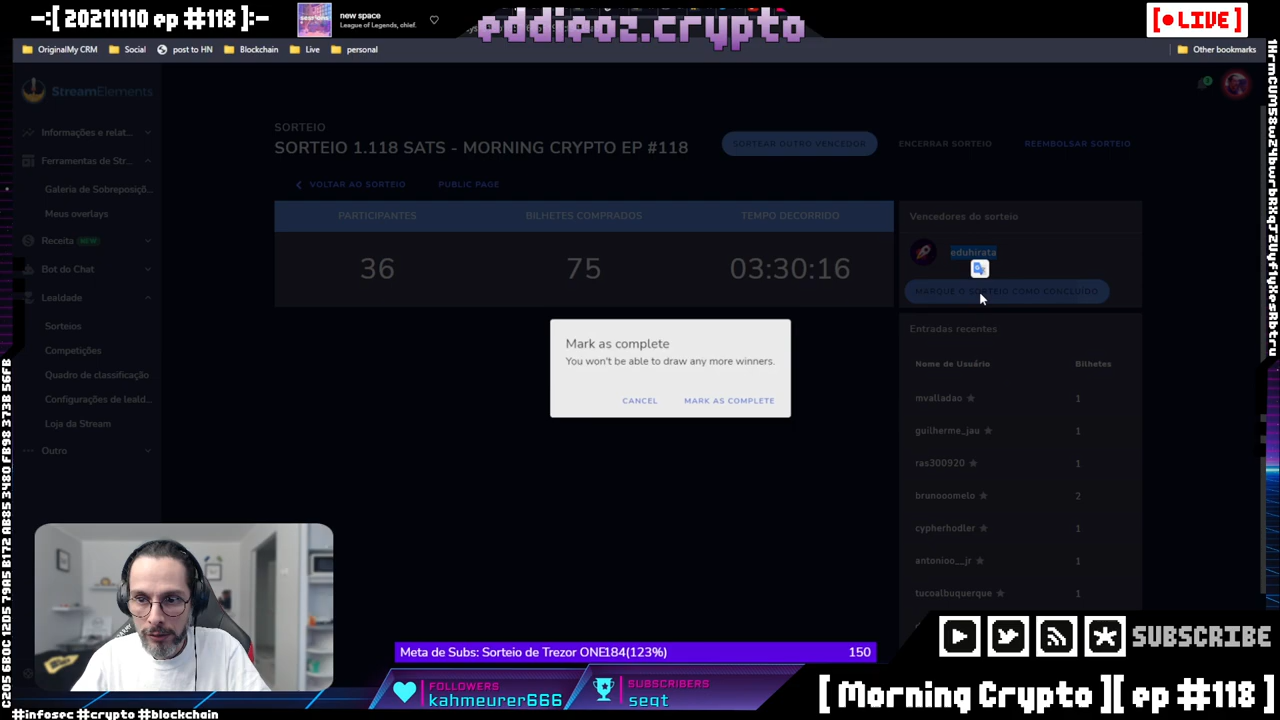 -:[ 20211110 ep #118 ]:-
new space
League of Legends, chief.
eddieoz.crypto
[● LIVE]
OriginalMy CRM
Social
post to HN
Blockchain
Live
personal
Other bookmarks
StreamElements
Informações e relat...
Ferramentas de Str...
Galeria de Sobreposiçõ...
Meus overlays
Receita NEW
Bot do Chat
Lealdade
Sorteios
Competições
Quadro de classificação
Configurações de leald...
Loja da Stream
Outro
SORTEIO
SORTEIO 1.118 SATS - MORNING CRYPTO EP #118
SORTEAR OUTRO VENCEDOR
ENCERRAR SORTEIO
REEMBOLSAR SORTEIO
VOLTAR AO SORTEIO
PUBLIC PAGE
PARTICIPANTES
BILHETES COMPRADOS
TEMPO DECORRIDO
36
75
03:30:16
Vencedores do sorteio
eduhirata
MARQUE O SORTEIO COMO CONCLUÍDO
Mark as complete
You won't be able to draw any more winners.
CANCEL
MARK AS COMPLETE
Entradas recentes
Nome de Usuário
Bilhetes
mvalladao
1
guilherme_jau
1
ras300920
1
brunooomelo
2
cypherhodler
1
antonioo__jr
1
tucoalbuquerque
1
Meta de Subs: Sorteio de Trezor ONE184(123%)
150
FOLLOWERS
kahmeurer666
SUBSCRIBERS
seqt
SUBSCRIBE
[ Morning Crypto ][ ep #118 ]
#infosec #crypto #blockchain